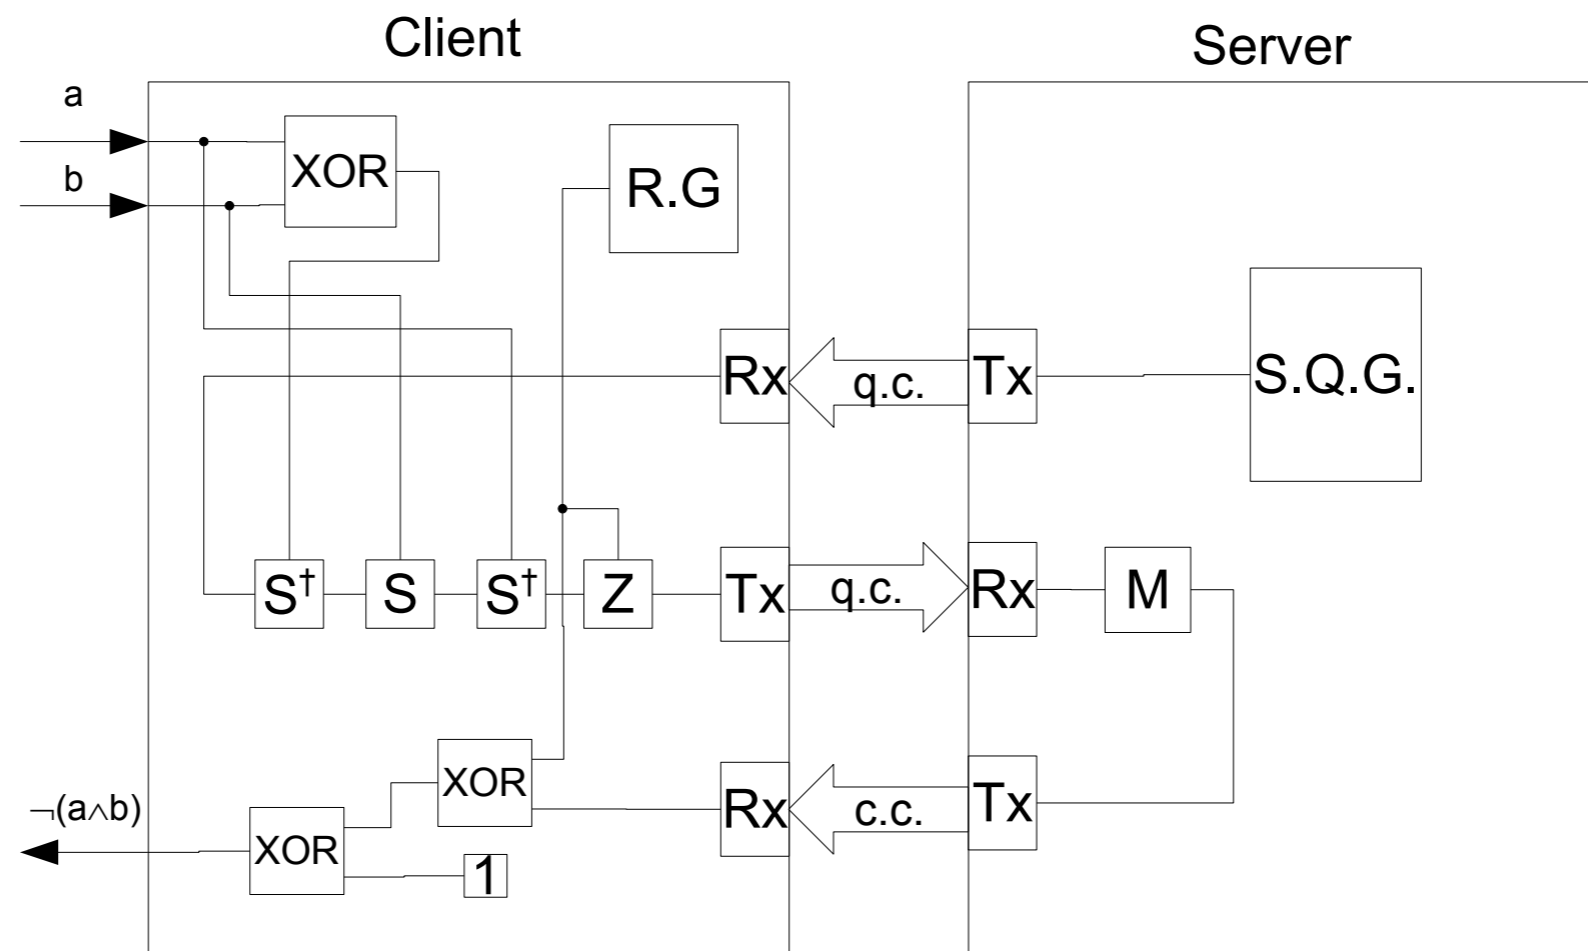 Client
Server
a
b
XOR
R.G
Rx
q.c.
Tx
S.Q.G.
S†
S
S†
Z
Tx
q.c.
Rx
M
XOR
Rx
c.c.
Tx
¬(a∧b)
XOR
1